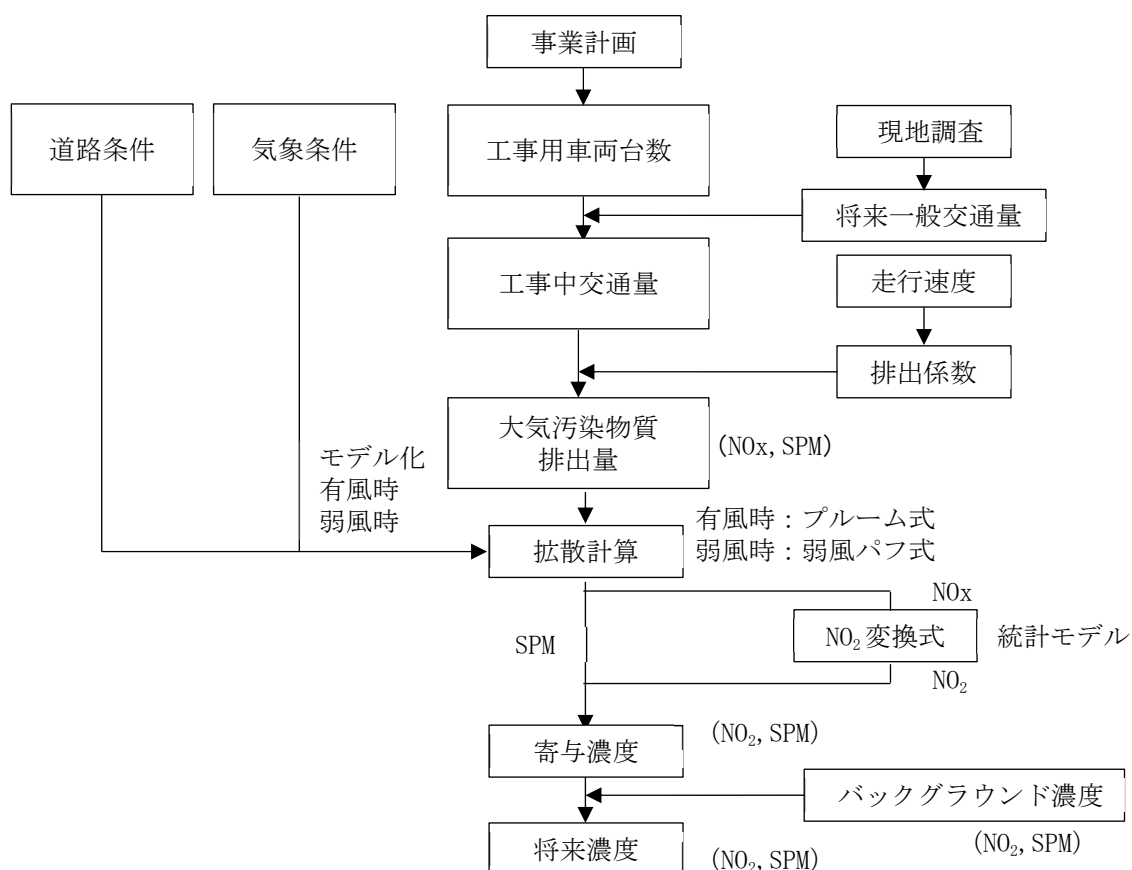 事業計画
道路条件
気象条件
工事用車両台数
現地調査
将来一般交通量
工事中交通量
走行速度
排出係数
大気汚染物質
排出量
(NOx,SPM)
モデル化
有風時
弱風時
拡散計算
有風時：プルーム式
弱風時：弱風パフ式
NOx
SPM
NO₂変換式
統計モデル
NO₂
寄与濃度
(NO₂,SPM)
バックグラウンド濃度
(NO₂,SPM)
将来濃度
(NO₂,SPM)